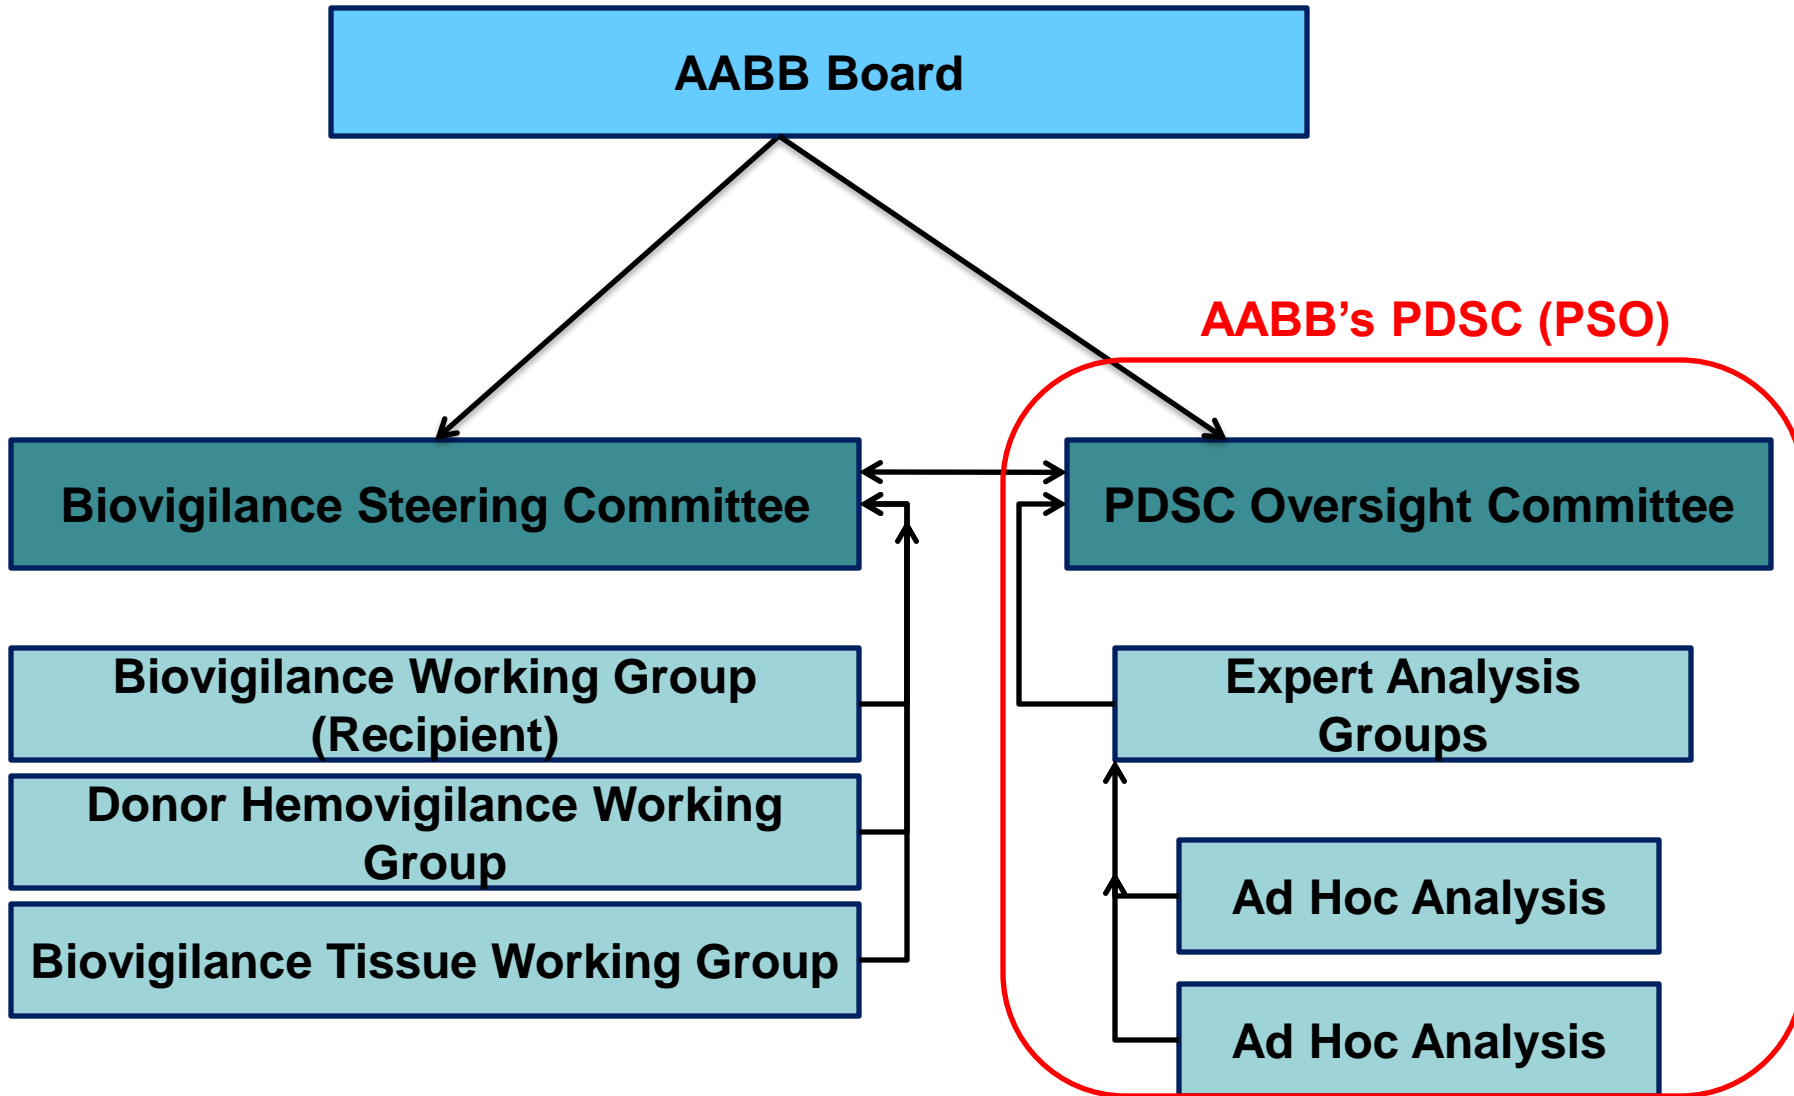 AABB Board
AABB’s PDSC (PSO)
Biovigilance Steering Committee
PDSC Oversight Committee
Biovigilance Working Group
(Recipient)
Expert Analysis
Groups
Donor Hemovigilance Working
Group
Ad Hoc Analysis
Biovigilance Tissue Working Group
Ad Hoc Analysis